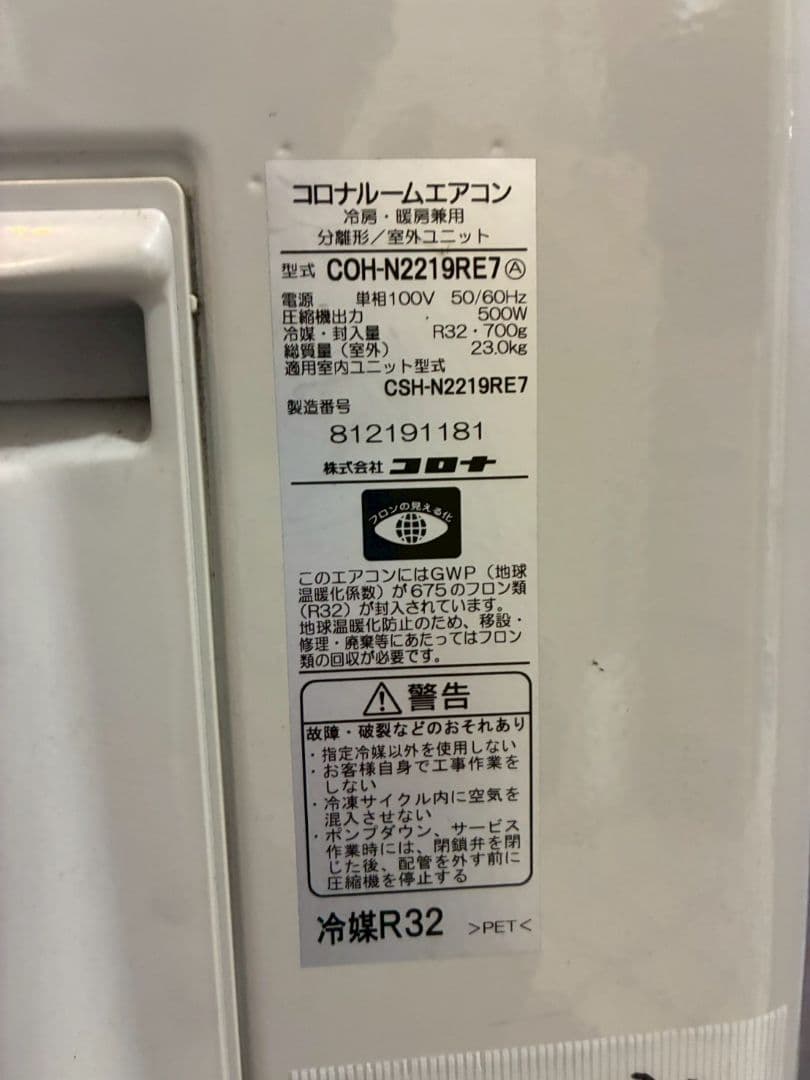 コロナルームエアコン
冷房・暖房兼用
分離形/室外ユニット
型式 COH-N2219RE7 Ⓐ
電源 単相100V 50/60Hz
圧縮機出力 500W
冷媒・封入量 R32・700g
総質量(室外) 23.0kg
適用室内ユニット型式
CSH-N2219RE7
製造番号
812191181
株式会社 コロナ
フロンの見える化
このエアコンにはGWP(地球
温暖化係数)が675のフロン類
(R32)が封入されています。
地球温暖化防止のため、移設・
修理・廃棄等にあたってはフロン
類の回収が必要です。
⚠警告
故障・破裂などのおそれあり
・指定冷媒以外を使用しない
・お客様自身で工事作業を
しない
・冷凍サイクル内に空気を
混入させない
・ポンプダウン、サービス
作業時には、閉鎖弁を閉
じた後、配管を外す前に
圧縮機を停止する
冷媒R32 >PET<